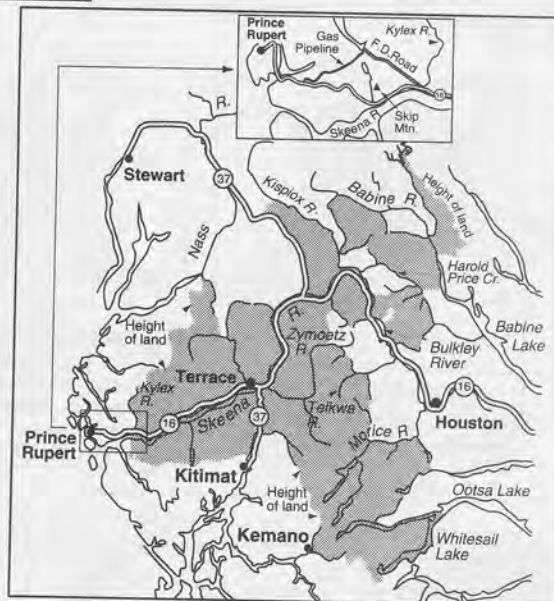 Prince
Rupert
Gas
Pipeline
F.D. Road
Kylex R.
16
Skip
Mtn.
Skeena R.
R.
Stewart
37
Nass
Kispiox R.
Babine
R.
Height of land
Harold
Price Cr.
Babine
Lake
Height
of land
R.
Zymoetz
R.
Bulkley
River
Kylex
R.
Terrace
16
Skeena
37
Telkwa
R.
Houston
16
Prince
Rupert
Kitimat
Morice R.
Height
of land
Ootsa Lake
Kemano
Whitesail
Lake